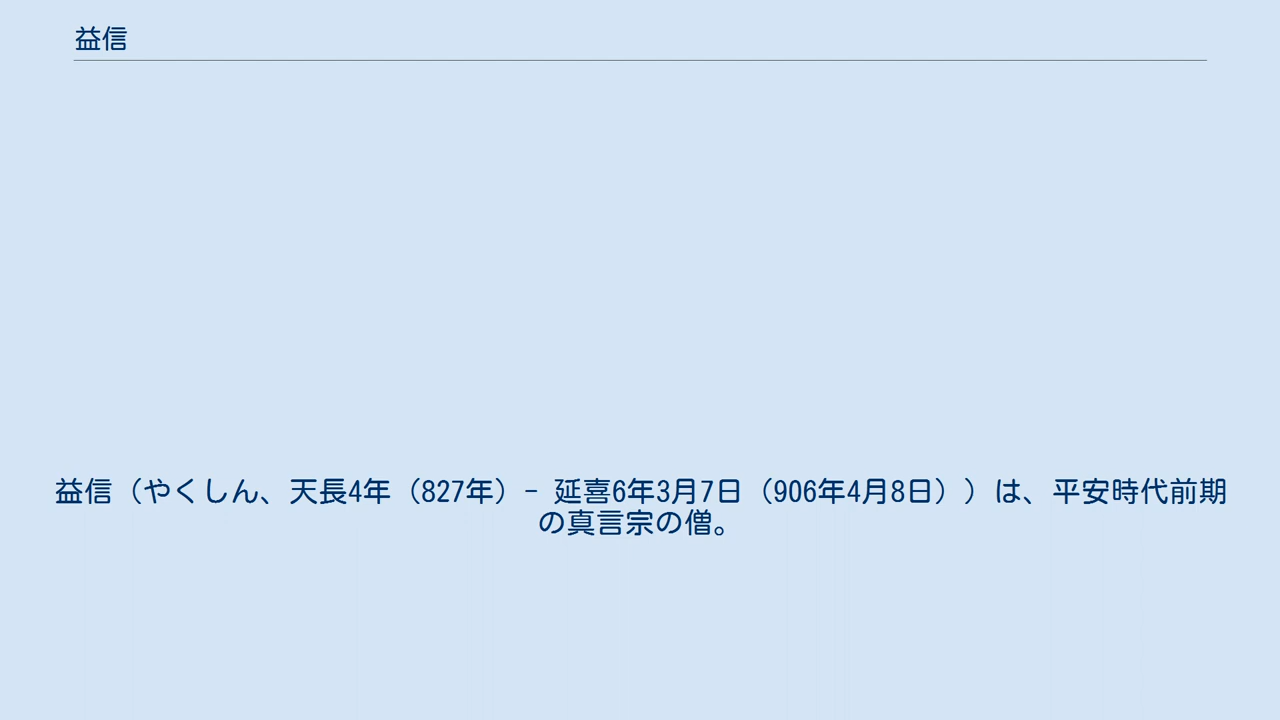 益信
益信（やくしん、天長4年（827年）- 延喜6年3月7日（906年4月8日））は、平安時代前期
の真言宗の僧。